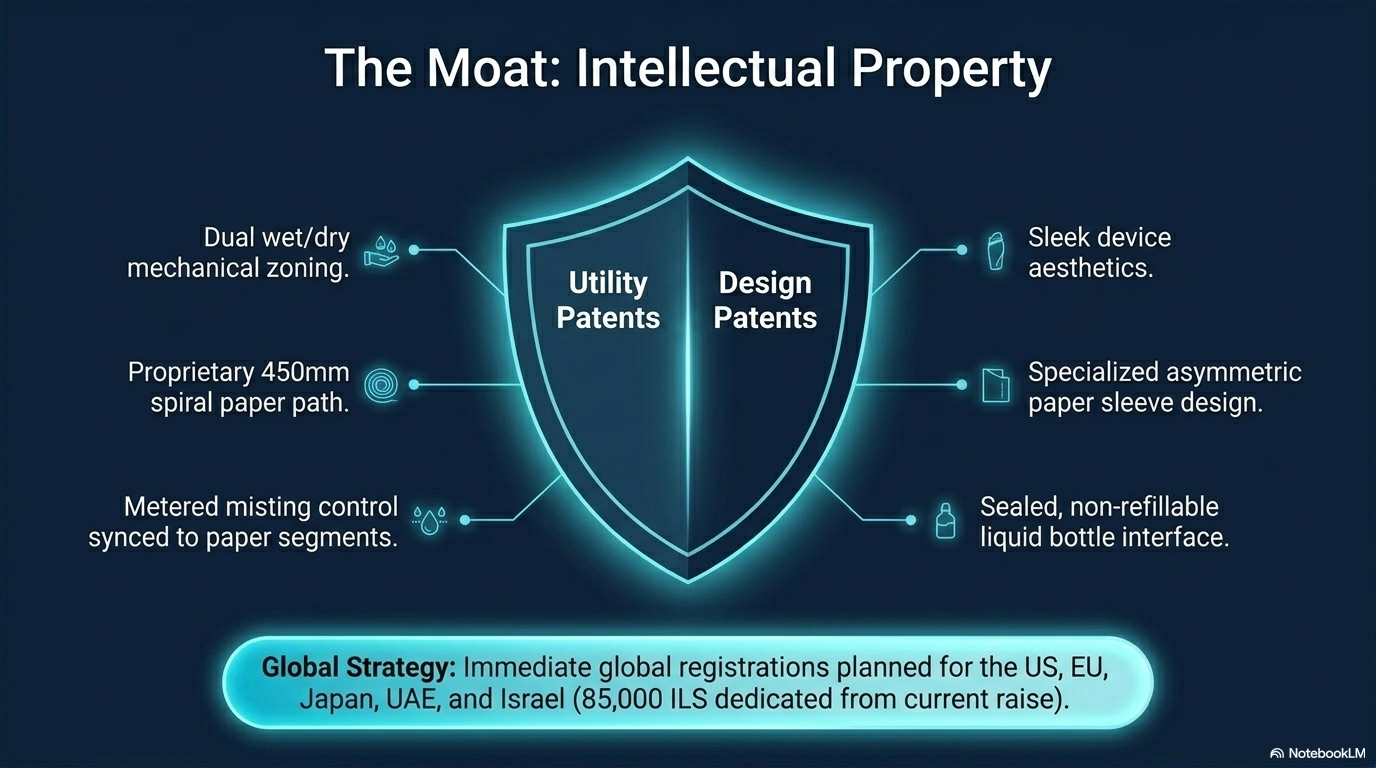 The Moat: Intellectual Property
Dual wet/dry
mechanical zoning.
Proprietary 450mm
spiral paper path.
Metered misting control
synced to paper segments.
Utility
Patents
Design
Patents
Sleek device
aesthetics.
Specialized asymmetric
paper sleeve design.
Sealed, non-refillable
liquid bottle interface.
Global Strategy: Immediate global registrations planned for the US, EU,
Japan, UAE, and Israel (85,000 ILS dedicated from current raise).
NotebookLM